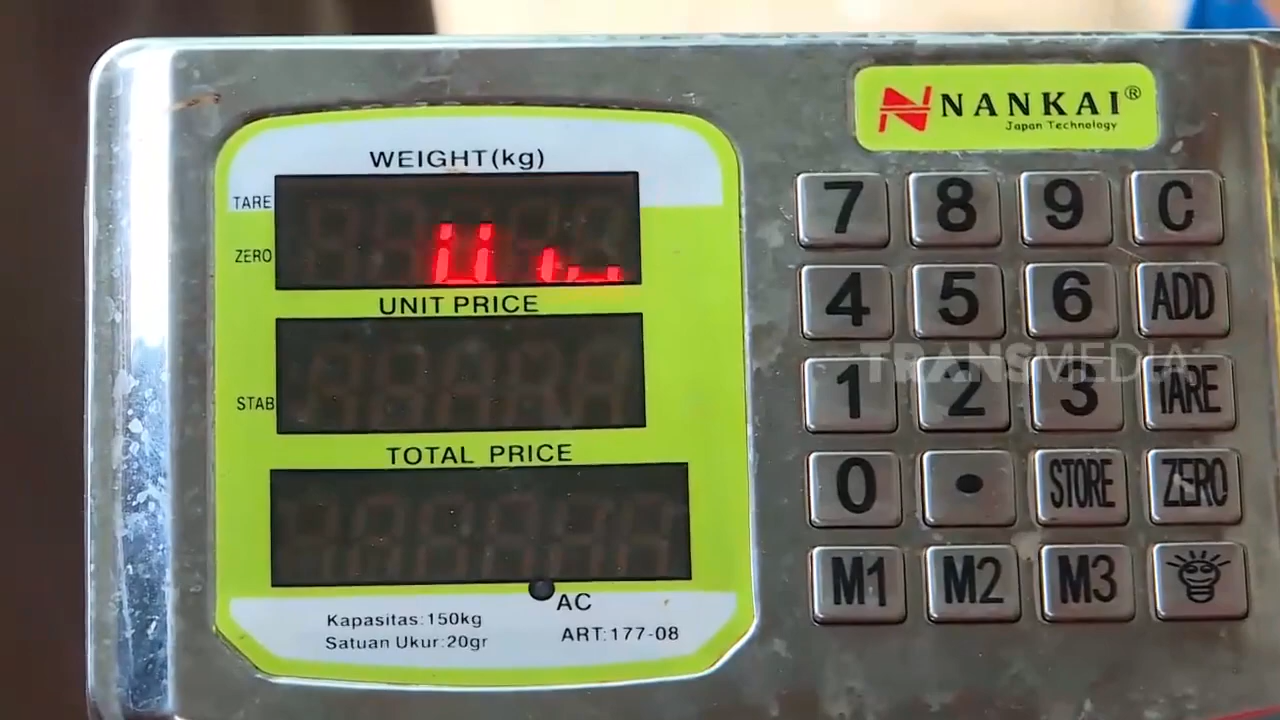 NANKAI®
Japan Technology
WEIGHT(kg)
TARE
ZERO
UNIT PRICE
STAB
TOTAL PRICE
AC
Kapasitas:150kg
Satuan Ukur:20gr
ART:177-08
7 8 9 C
4 5 6 ADD
1 2 3 TARE
0 • STORE ZERO
M1 M2 M3
TRANSMEDIA